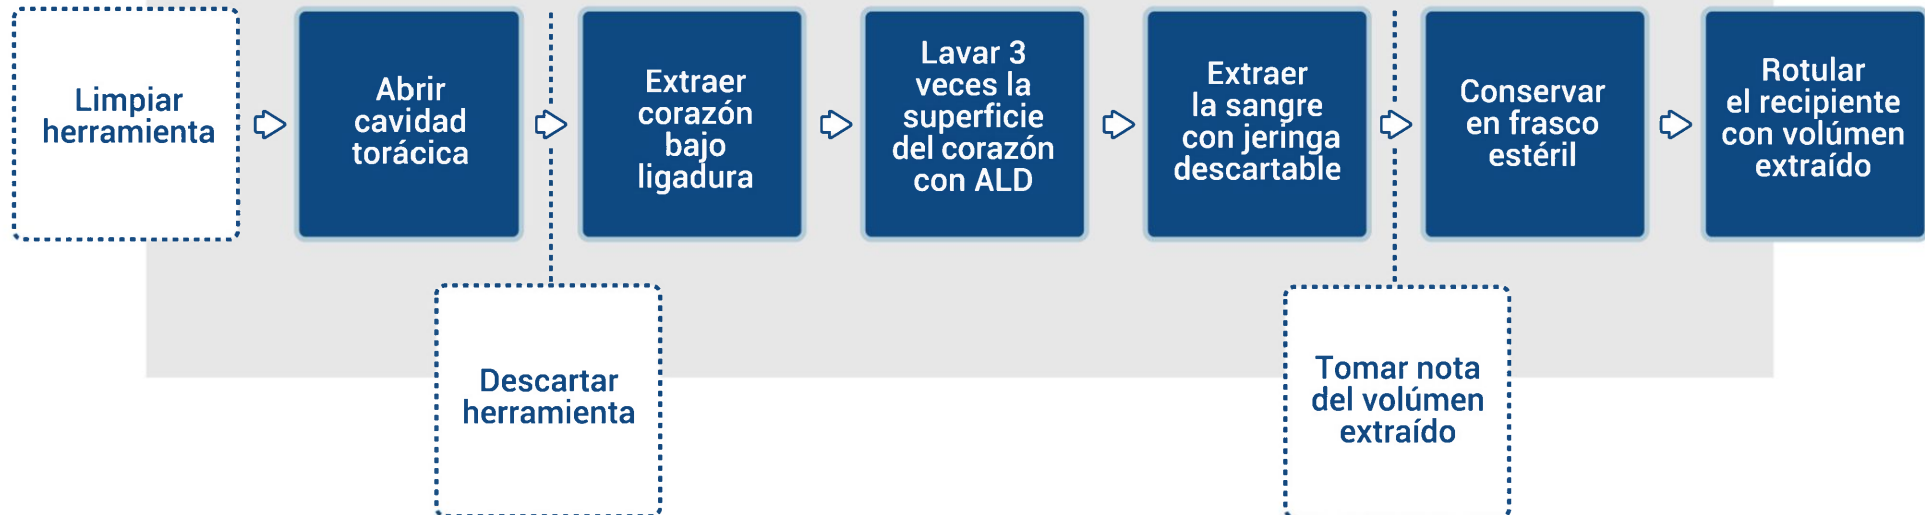 Limpiar
herramienta
Abrir
cavidad
torácica
Extraer
corazón
bajo
ligadura
Lavar 3
veces la
superficie
del corazón
con ALD
Extraer
la sangre
con jeringa
descartable
Conservar
en frasco
estéril
Rotular
el recipiente
con volúmen
extraído
Descartar
herramienta
Tomar nota
del volúmen
extraído